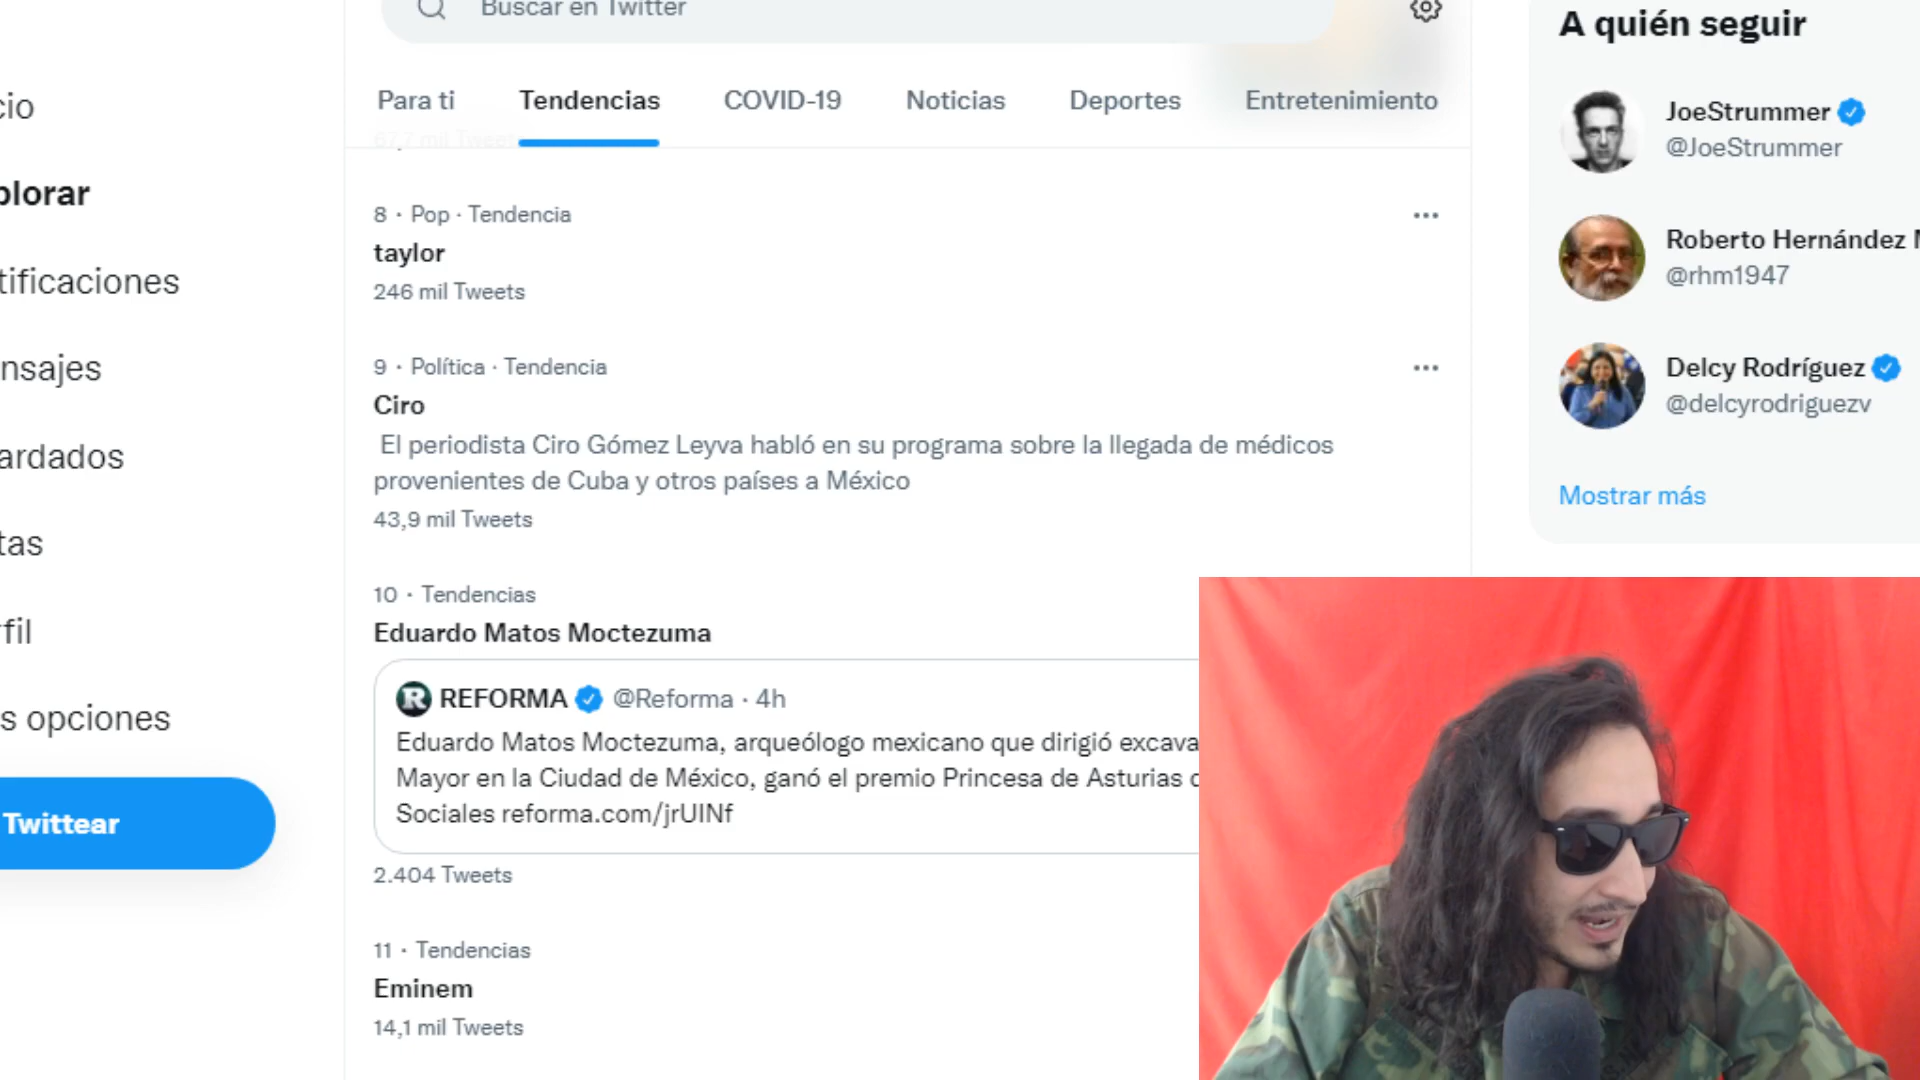 Buscar en Twitter
Para ti
Tendencias
COVID-19
Noticias
Deportes
Entretenimiento
67,2 mil Tweets
8 · Pop · Tendencia
taylor
246 mil Tweets
9 · Política · Tendencia
Ciro
El periodista Ciro Gómez Leyva habló en su programa sobre la llegada de médicos
provenientes de Cuba y otros países a México
43,9 mil Tweets
10 · Tendencias
Eduardo Matos Moctezuma
R REFORMA @Reforma · 4h
Eduardo Matos Moctezuma, arqueólogo mexicano que dirigió excava
Mayor en la Ciudad de México, ganó el premio Princesa de Asturias
Sociales reforma.com/jrUINf
2.404 Tweets
11 · Tendencias
Eminem
14,1 mil Tweets
cio
plorar
tificaciones
nsajes
ardados
tas
fil
s opciones
Twittear
A quién seguir
JoeStrummer
@JoeStrummer
Roberto Hernández
@rhm1947
Delcy Rodríguez
@delcyrodriguezv
Mostrar más